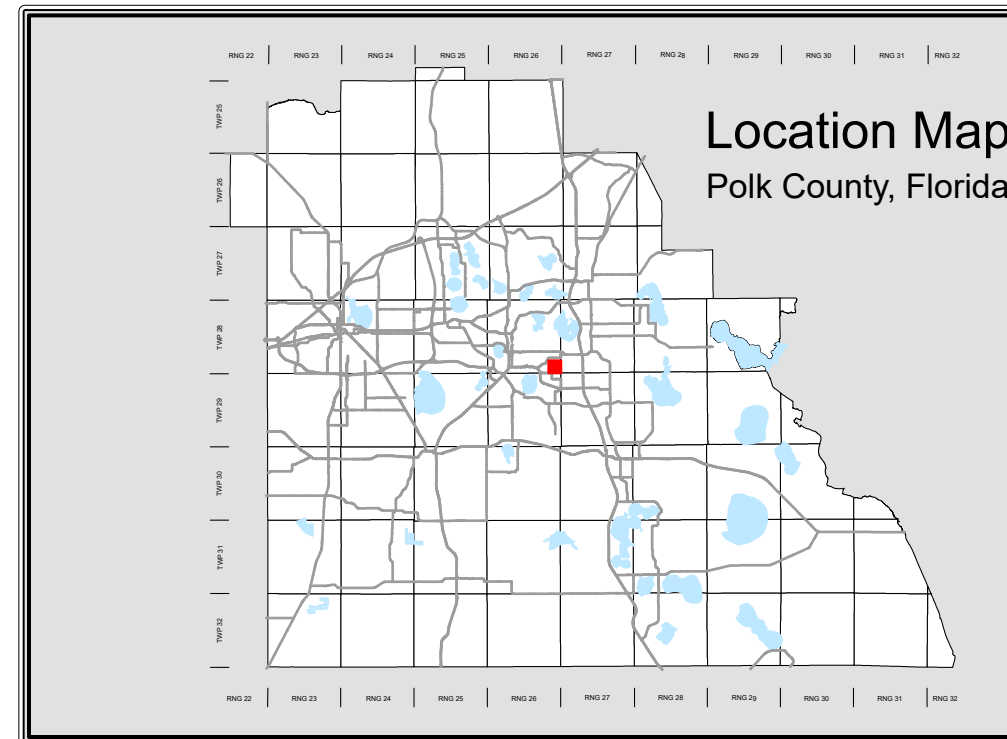 RNG 22 RNG 23 RNG 24 RNG 25 RNG 26 RNG 27 RNG 28 RNG 29 RNG 30 RNG 31 RNG 32
Location Map
Polk County, Florida
TWP 25
TWP 26
TWP 27
TWP 28
TWP 29
TWP 30
TWP 31
TWP 32
RNG 22 RNG 23 RNG 24 RNG 25 RNG 26 RNG 27 RNG 28 RNG 29 RNG 30 RNG 31 RNG 32